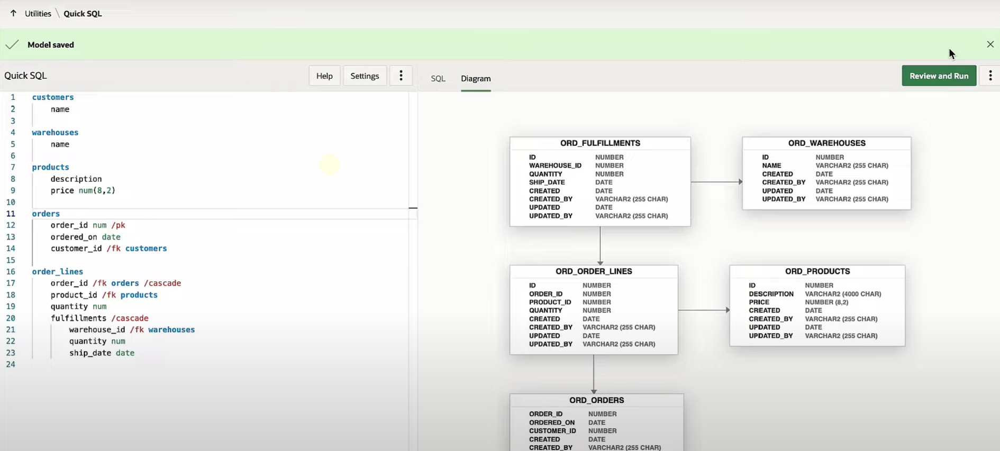 Utilities \ Quick SQL
Model saved
Quick SQL
Help
Settings
SQL
Diagram
Review and Run
1 customers
2 name
3
4 warehouses
5 name
6
7 products
8 description
9 price num(8,2)
10
11 orders
12 order_id num /pk
13 ordered_on date
14 customer_id /fk customers
15
16 order_lines
17 order_id /fk orders /cascade
18 product_id /fk products
19 quantity num
20 fulfillments /cascade
21 warehouse_id /fk warehouses
22 quantity num
23 ship_date date
24
ORD_FULFILLMENTS
ID NUMBER
WAREHOUSE_ID NUMBER
QUANTITY NUMBER
SHIP_DATE DATE
CREATED DATE
CREATED_BY VARCHAR2 (255 CHAR)
UPDATED DATE
UPDATED_BY VARCHAR2 (255 CHAR)
ORD_WAREHOUSES
ID NUMBER
NAME VARCHAR2 (255 CHAR)
CREATED DATE
CREATED_BY VARCHAR2 (255 CHAR)
UPDATED DATE
UPDATED_BY VARCHAR2 (255 CHAR)
ORD_ORDER_LINES
ID NUMBER
ORDER_ID NUMBER
PRODUCT_ID NUMBER
QUANTITY NUMBER
CREATED DATE
CREATED_BY VARCHAR2 (255 CHAR)
UPDATED DATE
UPDATED_BY VARCHAR2 (255 CHAR)
ORD_PRODUCTS
ID NUMBER
DESCRIPTION VARCHAR2 (4000 CHAR)
PRICE NUMBER (8,2)
CREATED DATE
CREATED_BY VARCHAR2 (255 CHAR)
UPDATED DATE
UPDATED_BY VARCHAR2 (255 CHAR)
ORD_ORDERS
ORDER_ID NUMBER
ORDERED_ON DATE
CUSTOMER_ID NUMBER
CREATED DATE
CREATED_BY VARCHAR2 (255 CHAR)